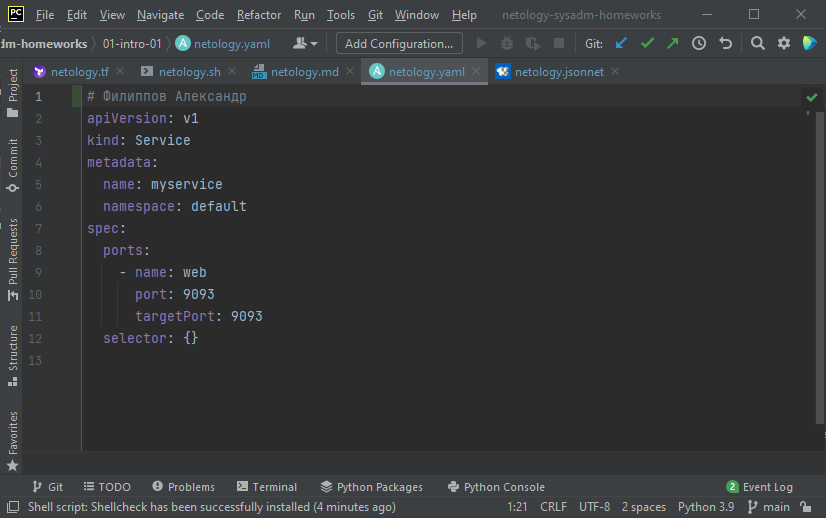 PC File Edit View Navigate Code Refactor Run Tools Git Window Help netology-sysadm-homeworks
dm-homeworks 01-intro-01 netology.yaml Add Configuration... Git:
netology.tf netology.sh netology.md netology.yaml netology.jsonnet
Project
Commit
Pull Requests
Structure
Favorites
1 # Филиппов Александр
2 apiVersion: v1
3 kind: Service
4 metadata:
5   name: myservice
6   namespace: default
7 spec:
8   ports:
9     - name: web
10       port: 9093
11       targetPort: 9093
12   selector: {}
13
Git TODO Problems Terminal Python Packages Python Console 2 Event Log
Shell script: Shellcheck has been successfully installed (4 minutes ago) 1:21 CRLF UTF-8 2 spaces Python 3.9 main